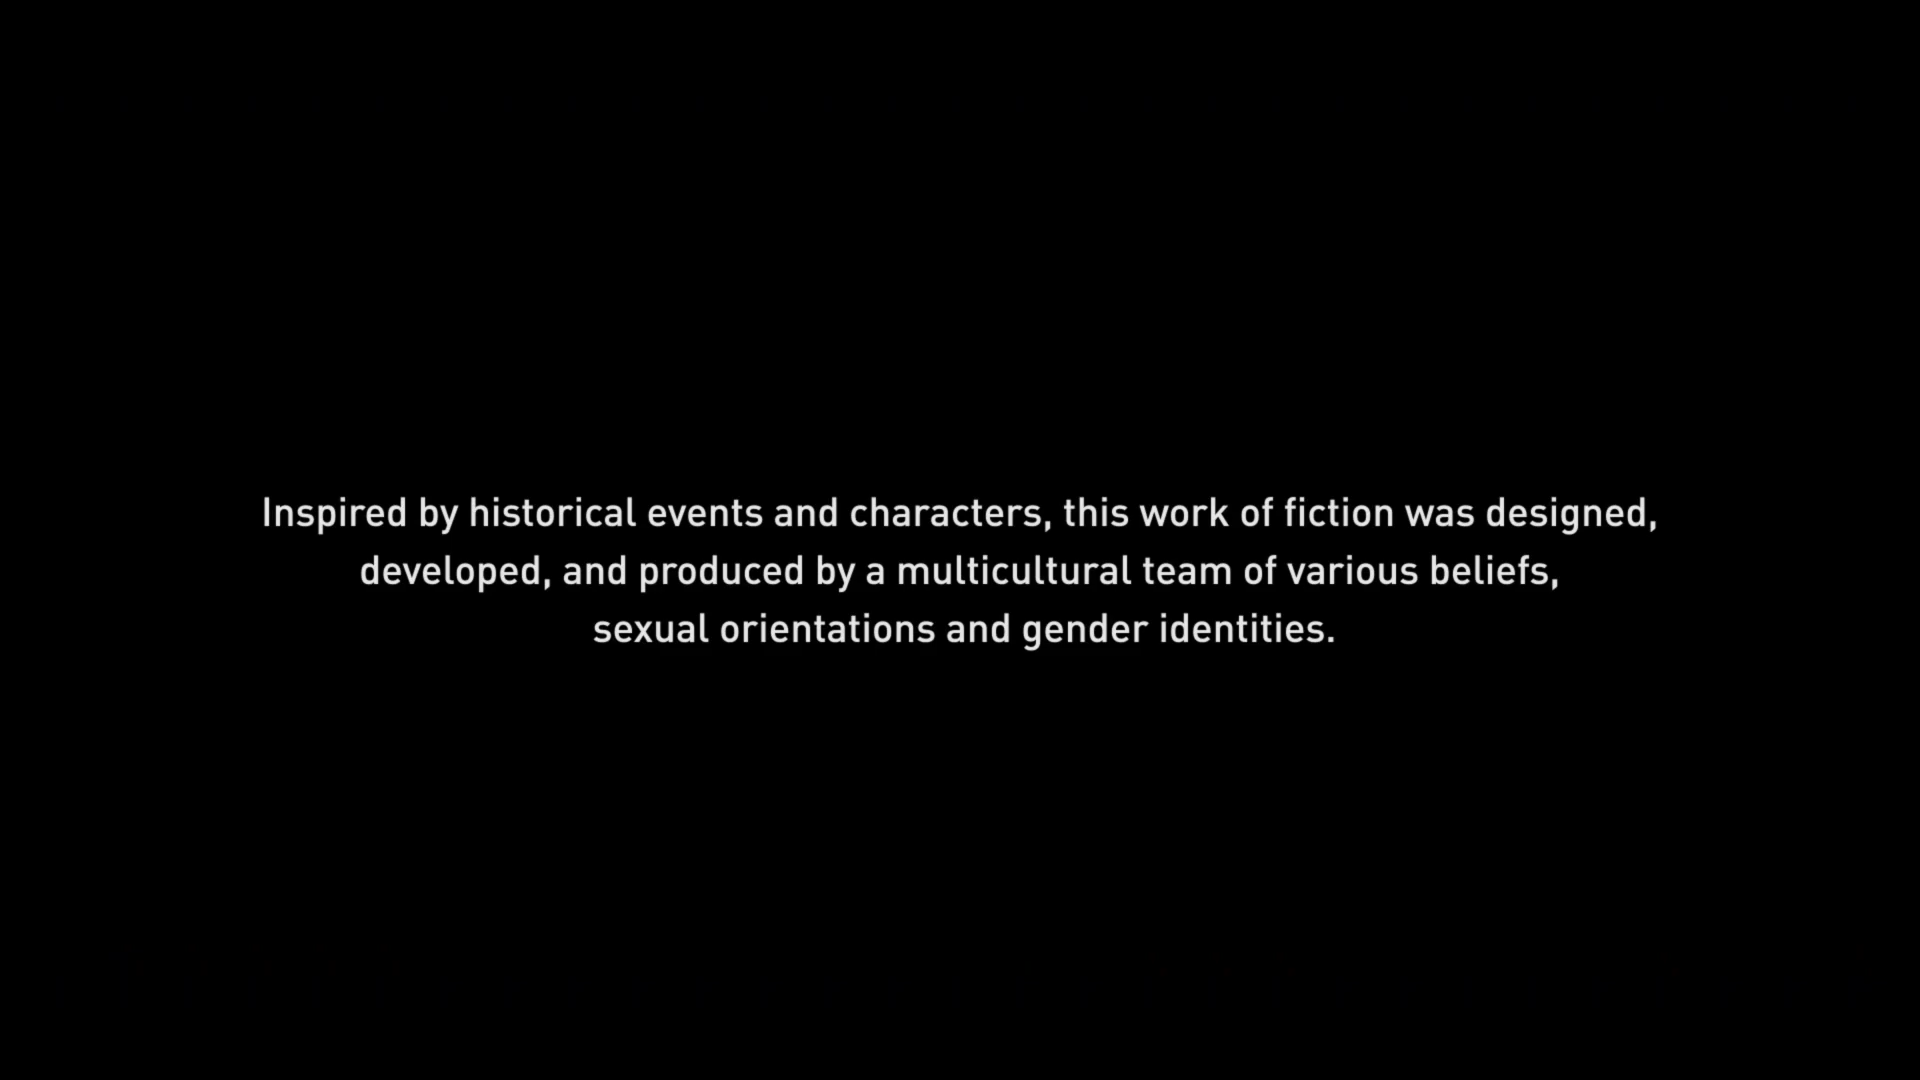 Inspired by historical events and characters, this work of fiction was designed,
developed, and produced by a multicultural team of various beliefs,
sexual orientations and gender identities.